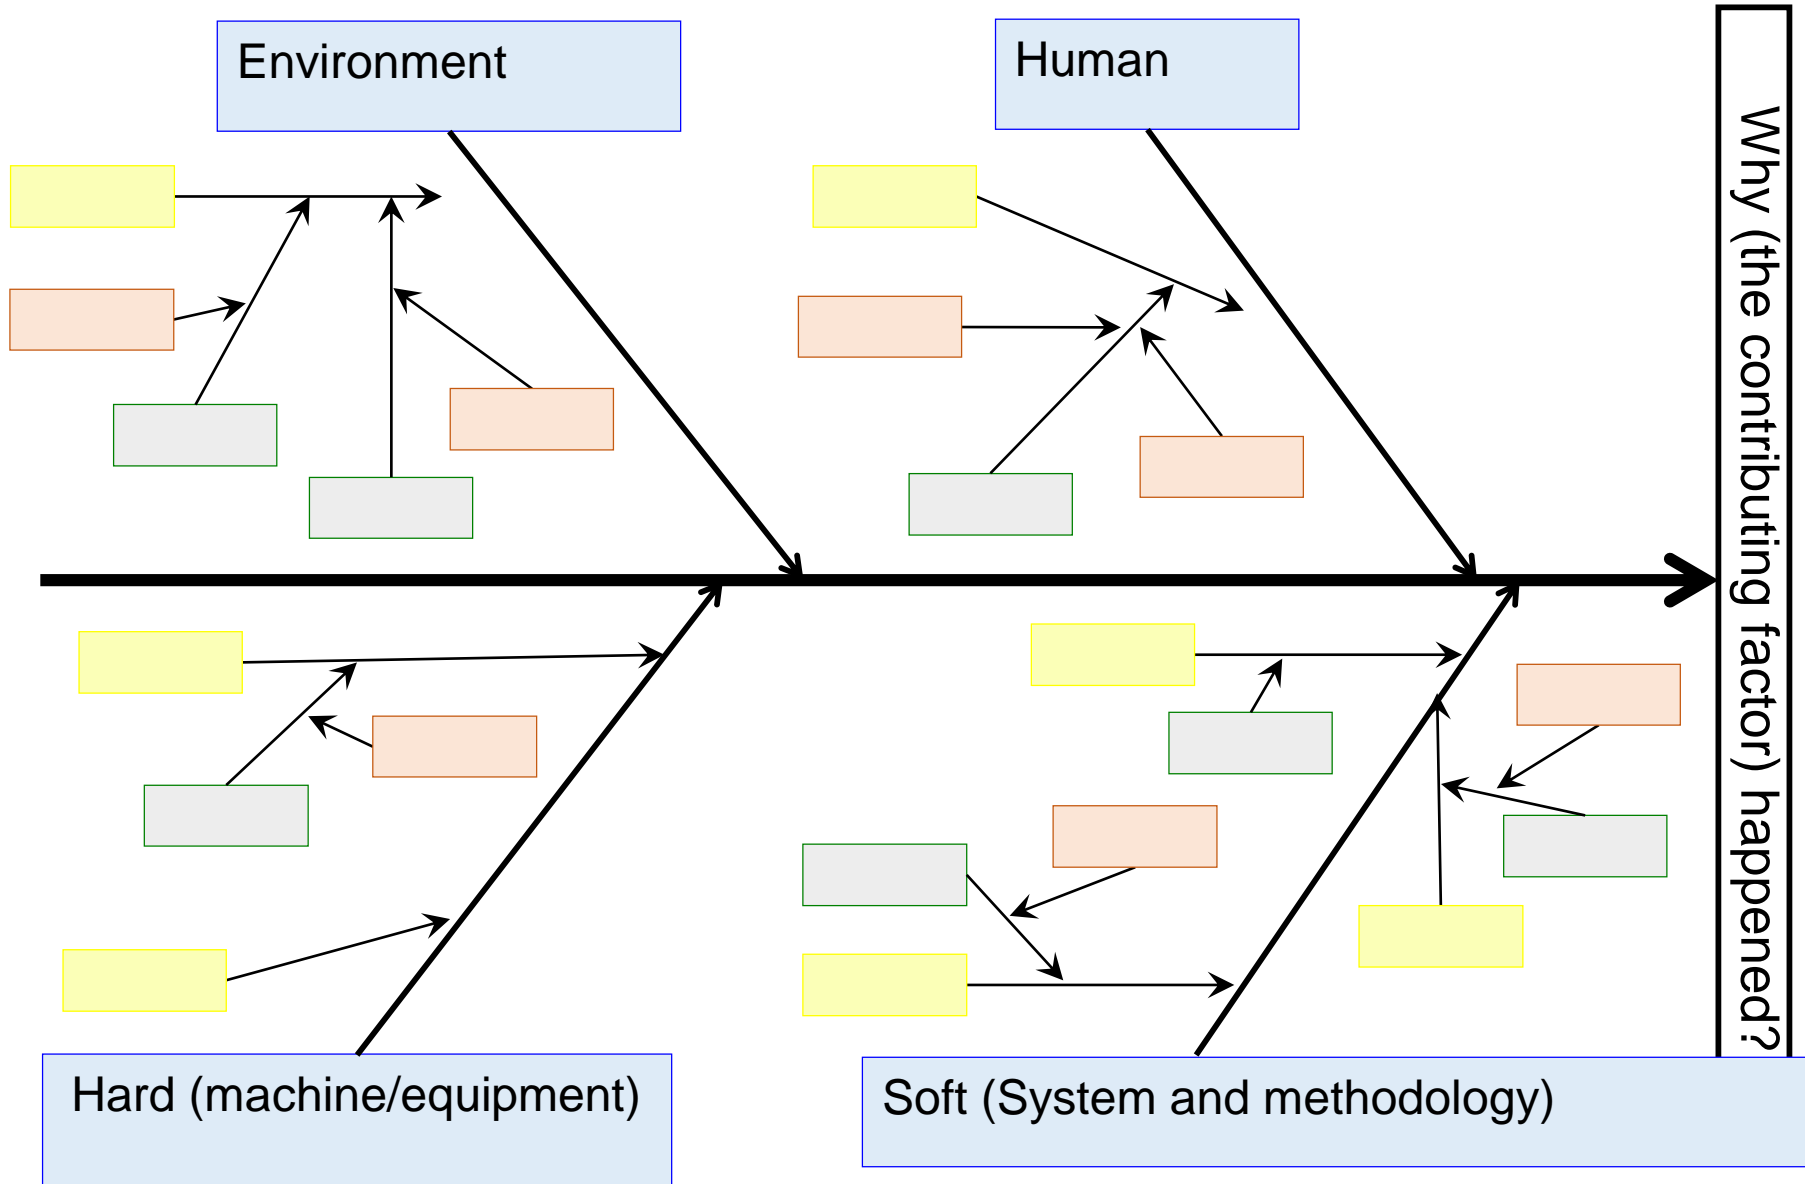 Environment
Human
Why (the contributing factor) happened?
Hard (machine/equipment)
Soft (System and methodology)